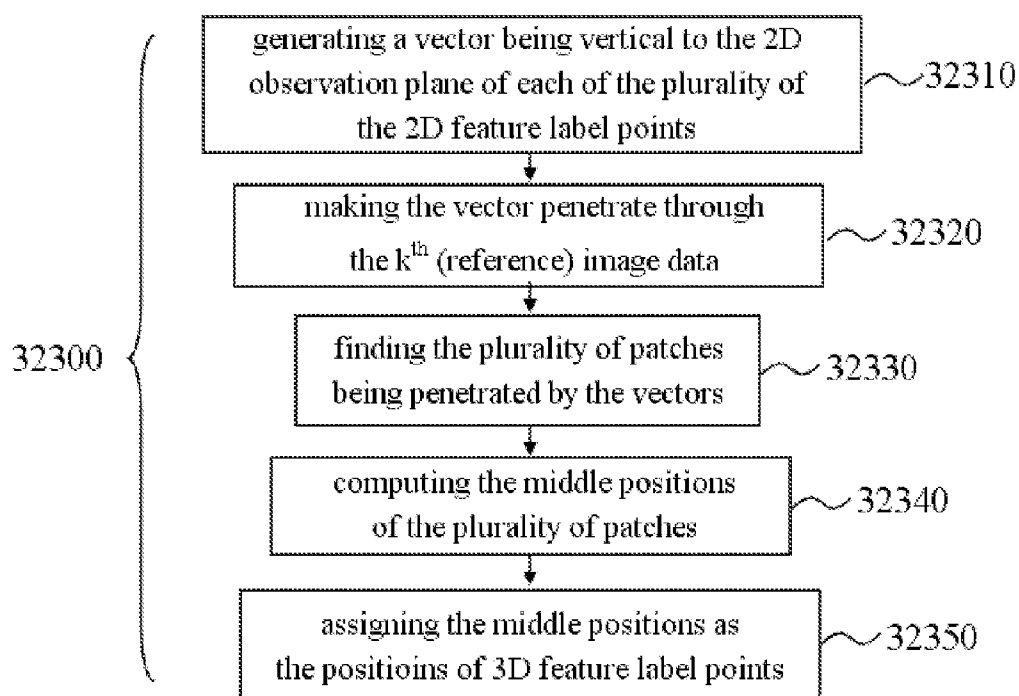 generating a vector being vertical to the 2D
observation plane of each of the plurality of
the 2D feature label points
32310
making the vector penetrate through
the kth (reference) image data
32320
32300
finding the plurality of patches
being penetrated by the vectors
32330
computing the middle positions
of the plurality of patches
32340
assigning the middle positions as
the positioins of 3D feature label points
32350